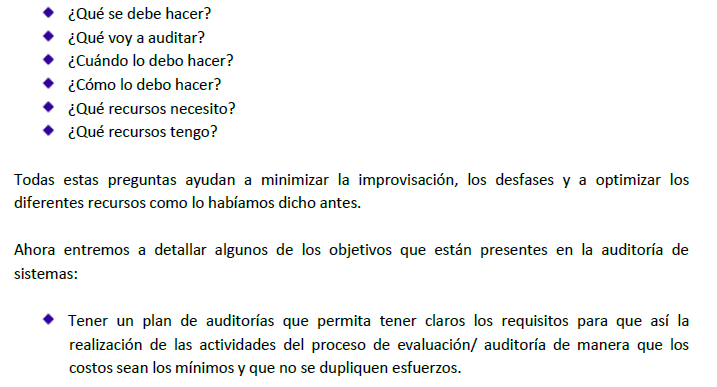 ¿Qué se debe hacer?
¿Qué voy a auditar?
¿Cuándo lo debo hacer?
¿Cómo lo debo hacer?
¿Qué recursos necesito?
¿Qué recursos tengo?
Todas estas preguntas ayudan a minimizar la improvisación, los desfases y a optimizar los
diferentes recursos como lo habíamos dicho antes.
Ahora entremos a detallar algunos de los objetivos que están presentes en la auditoría de
sistemas:
Tener un plan de auditorías que permita tener claros los requisitos para que así la
realización de las actividades del proceso de evaluación/ auditoría de manera que los
costos sean los mínimos y que no se dupliquen esfuerzos.